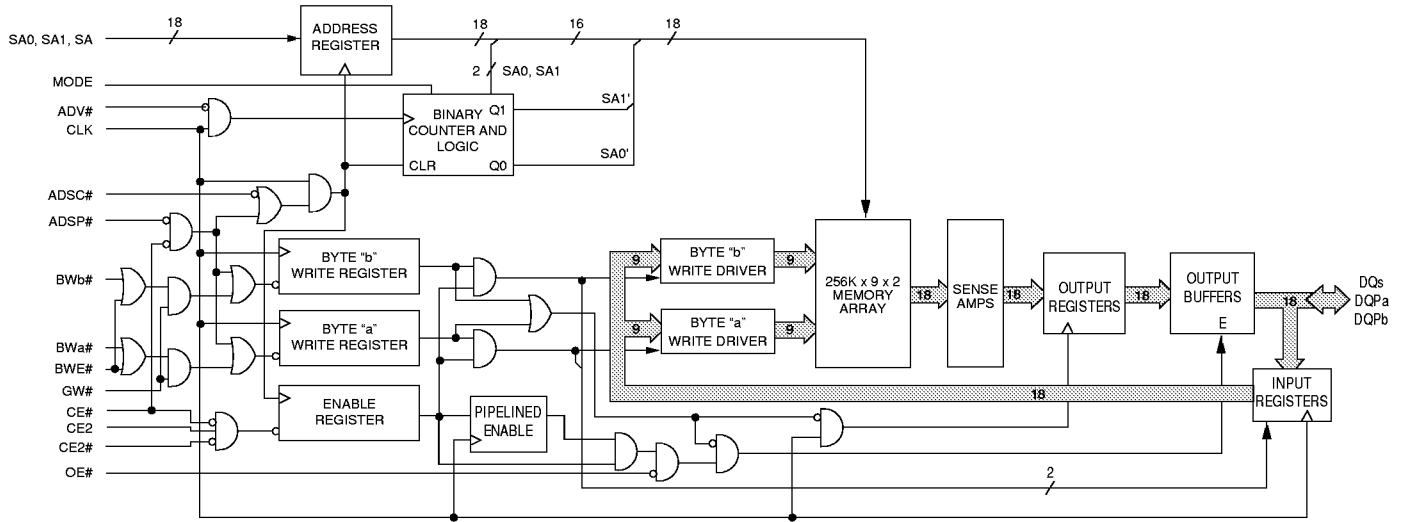 SA0, SA1, SA
18
ADDRESS
REGISTER
18
16
18
2
SA0, SA1
MODE
ADV#
CLK
BINARY
COUNTER AND
LOGIC
Q1
CLR
Q0
SA1'
SA0'
ADSC#
ADSP#
BWb#
BWa#
BWE#
GW#
CE#
CE2
CE2#
OE#
BYTE “b”
WRITE REGISTER
BYTE “a”
WRITE REGISTER
ENABLE
REGISTER
PIPELINED
ENABLE
9
BYTE “b”
WRITE DRIVER
9
9
BYTE “a”
WRITE DRIVER
9
256K x 9 x 2
MEMORY
ARRAY
18
SENSE
AMPS
18
OUTPUT
REGISTERS
18
OUTPUT
BUFFERS
E
18
DQs
DQPa
DQPb
18
INPUT
REGISTERS
2